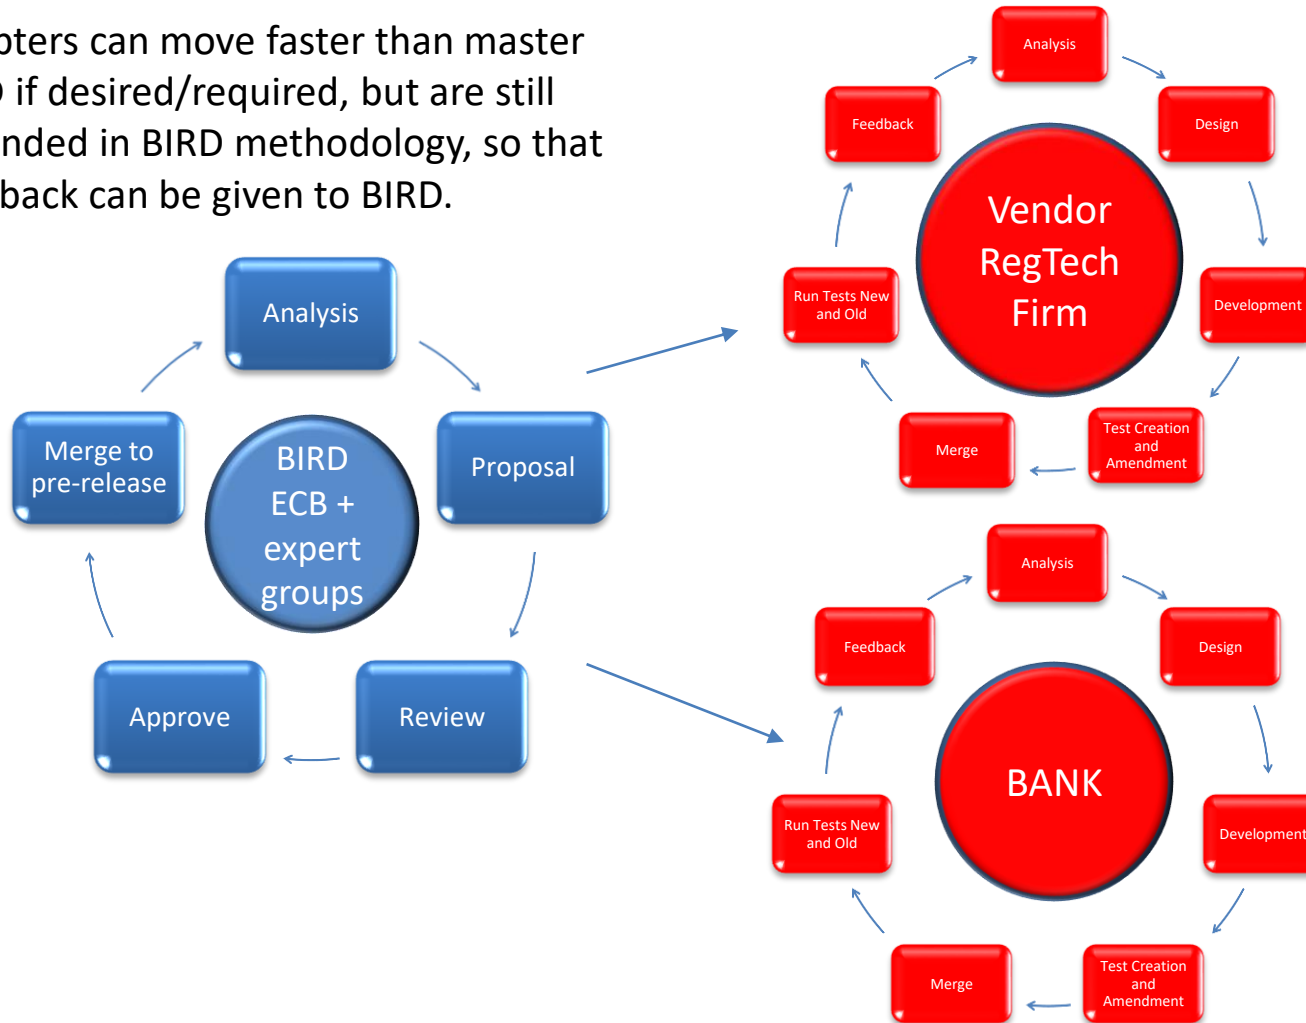 pters can move faster than master
if desired/required, but are still
nded in BIRD methodology, so that
back can be given to BIRD.
Analysis
Proposal
Review
Approve
Merge to
pre-release
BIRD
ECB +
expert
groups
Analysis
Design
Development
Test Creation
and
Amendment
Merge
Run Tests New
and Old
Feedback
Vendor
RegTech
Firm
Analysis
Design
Development
Test Creation
and
Amendment
Merge
Run Tests New
and Old
Feedback
BANK